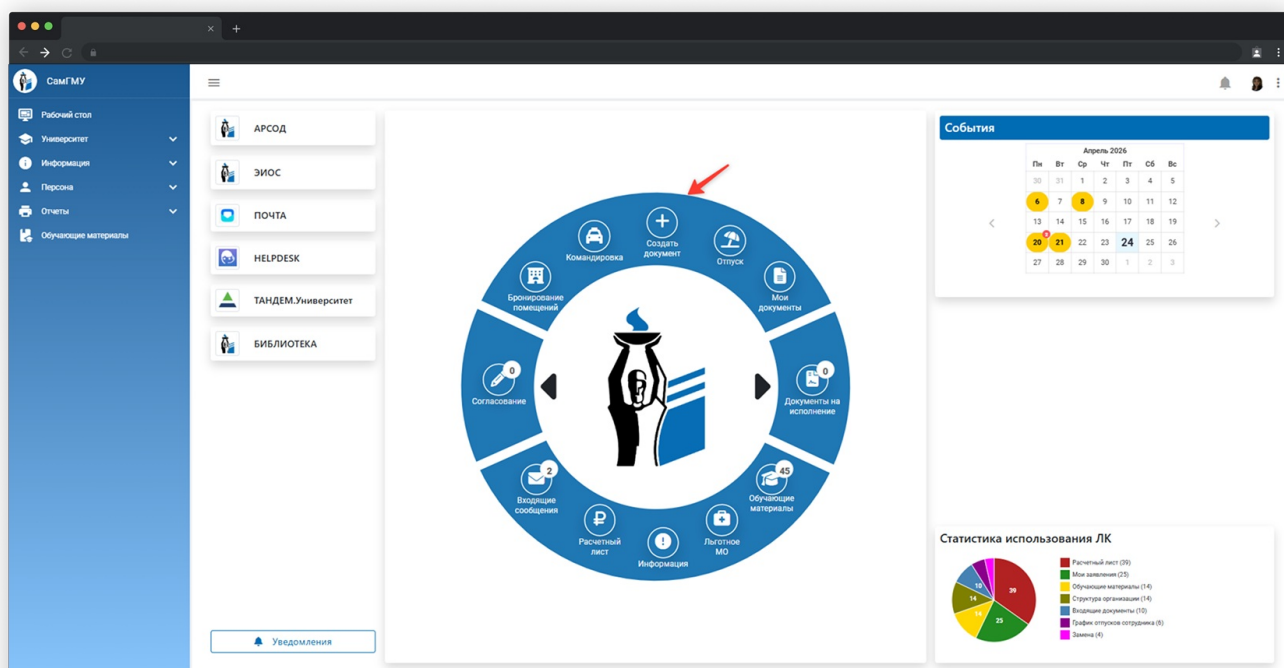 СамГМУ
Рабочий стол
Университет
Информация
Персона
Отчеты
Обучающие материалы
АРСОД
ЭИОС
ПОЧТА
HELPDESK
ТАНДЕМ.Университет
БИБЛИОТЕКА
Уведомления
Создать
документ
Командировка
Отпуск
Бронирование
помещений
Мои
документы
0
Согласование
0
Документы на
исполнение
2
Входящие
сообщения
45
Обучающие
материалы
Расчетный
лист
Информация
Льготное
МО
События
Апрель 2026
Пн Вт Ср Чт Пт Сб Вс
30 31 1 2 3 4 5
6 7 8 9 10 11 12
13 14 15 16 17 18 19
20 21 22 23 24 25 26
27 28 29 30 1 2 3
Статистика использования ЛК
39
25
14
14
10
Расчетный лист (39)
Мои заявления (25)
Обучающие материалы (14)
Структура организации (14)
Входящие документы (10)
График отпусков сотрудника (6)
Замена (4)